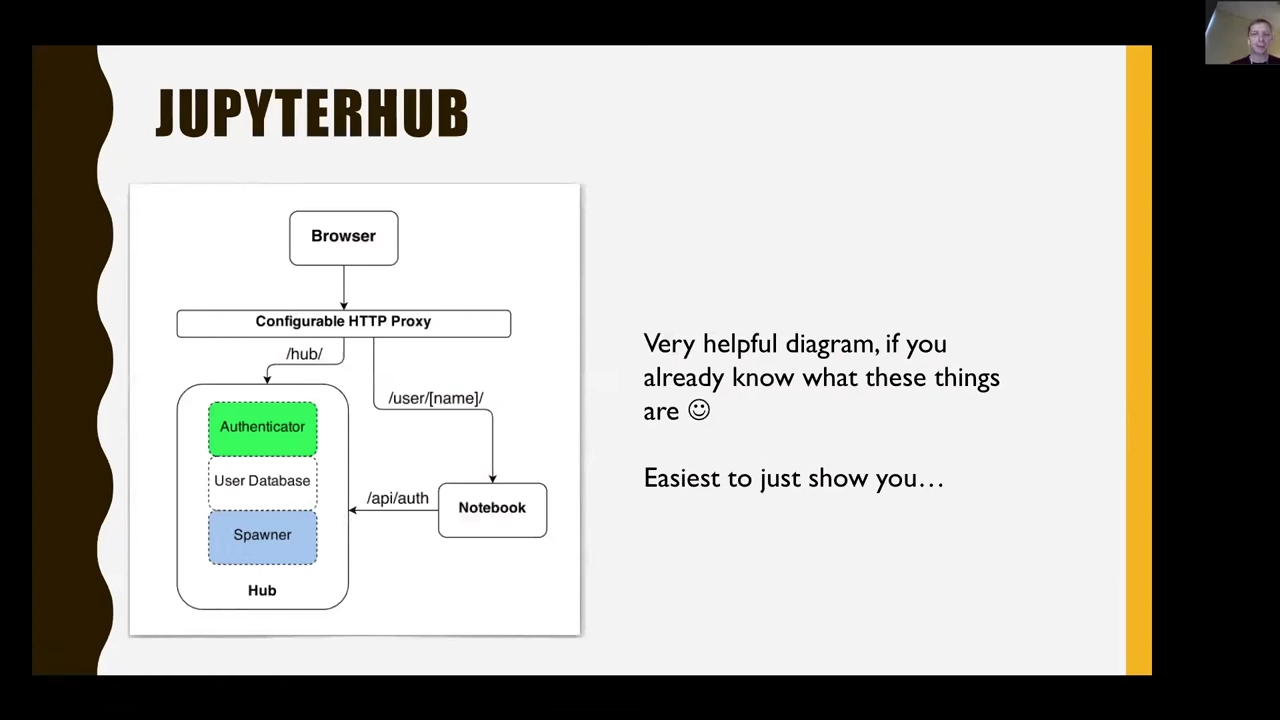 JUPYTERHUB
Browser
Configurable HTTP Proxy
/hub/
/user/[name]/
Authenticator
User Database
Spawner
Hub
/api/auth
Notebook
Very helpful diagram, if you
already know what these things
are ☺
Easiest to just show you…